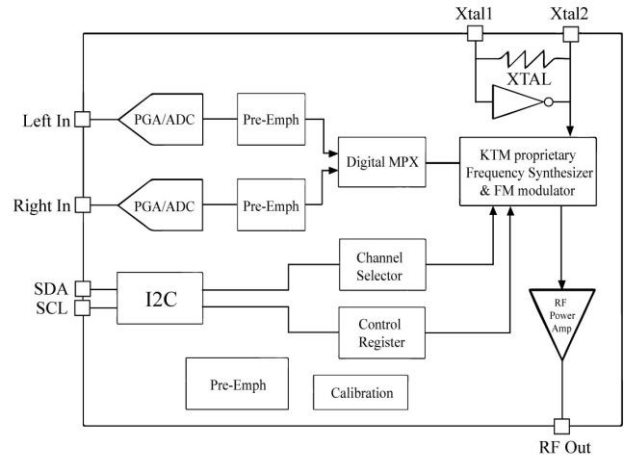 Xtal1
Xtal2
XTAL
Left In
PGA/ADC
Pre-Emph
Digital MPX
KTM proprietary
Frequency Synthesizer
& FM modulator
Right In
PGA/ADC
Pre-Emph
SDA
SCL
I2C
Channel
Selector
Control
Register
RF
Power
Amp
Pre-Emph
Calibration
RF Out